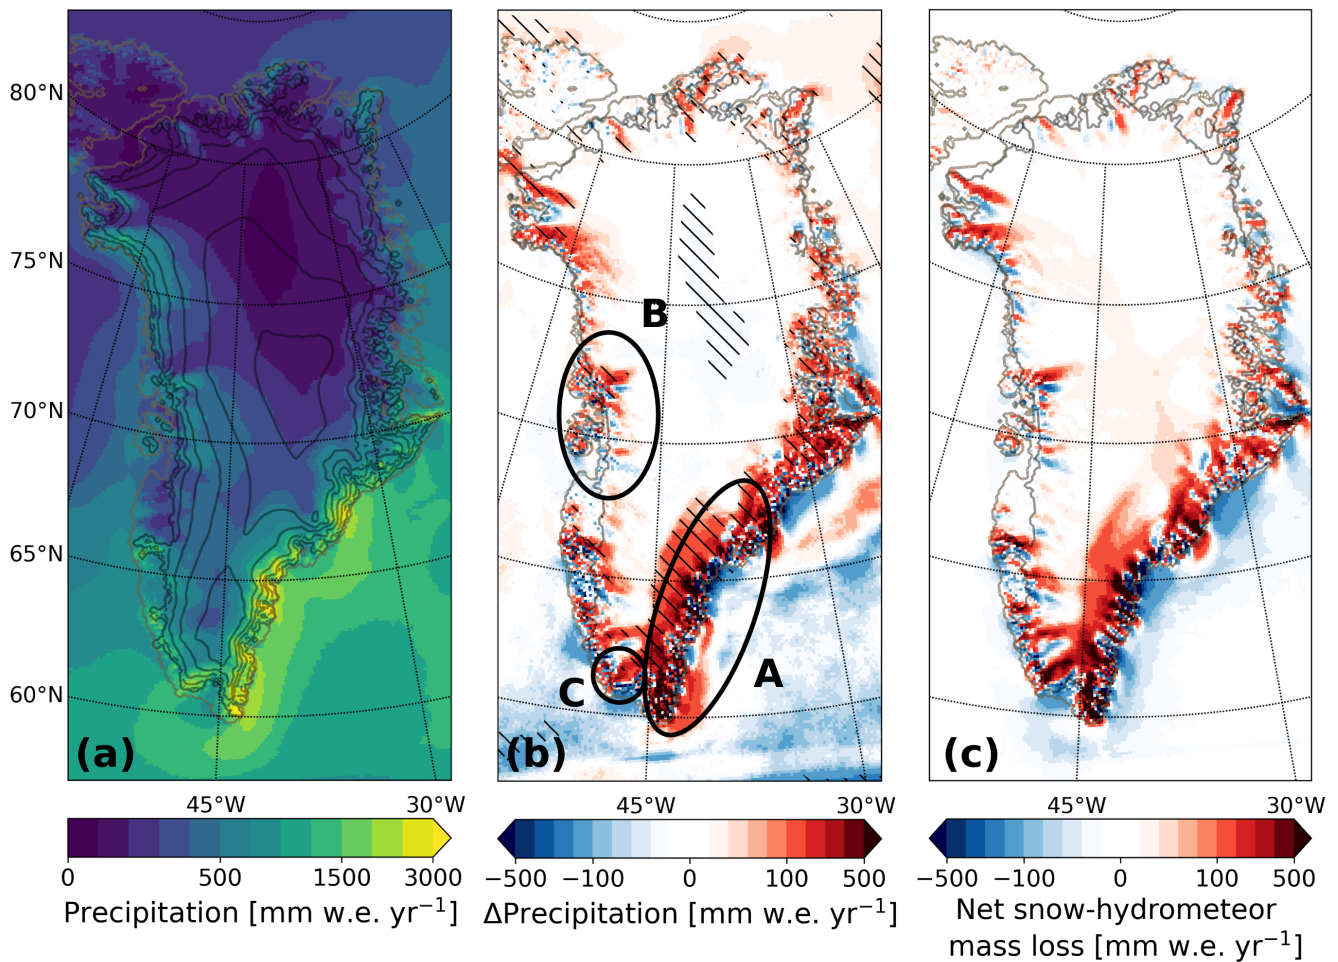 80°N
75°N
70°N
65°N
60°N
(a)
45°W 30°W
0 500 1500 3000
Precipitation [mm w.e. yr⁻¹]
B
A
C
(b)
45°W 30°W
−500 −100 0 100 500
ΔPrecipitation [mm w.e. yr⁻¹]
(c)
45°W 30°W
−500 −100 0 100 500
Net snow-hydrometeor
mass loss [mm w.e. yr⁻¹]